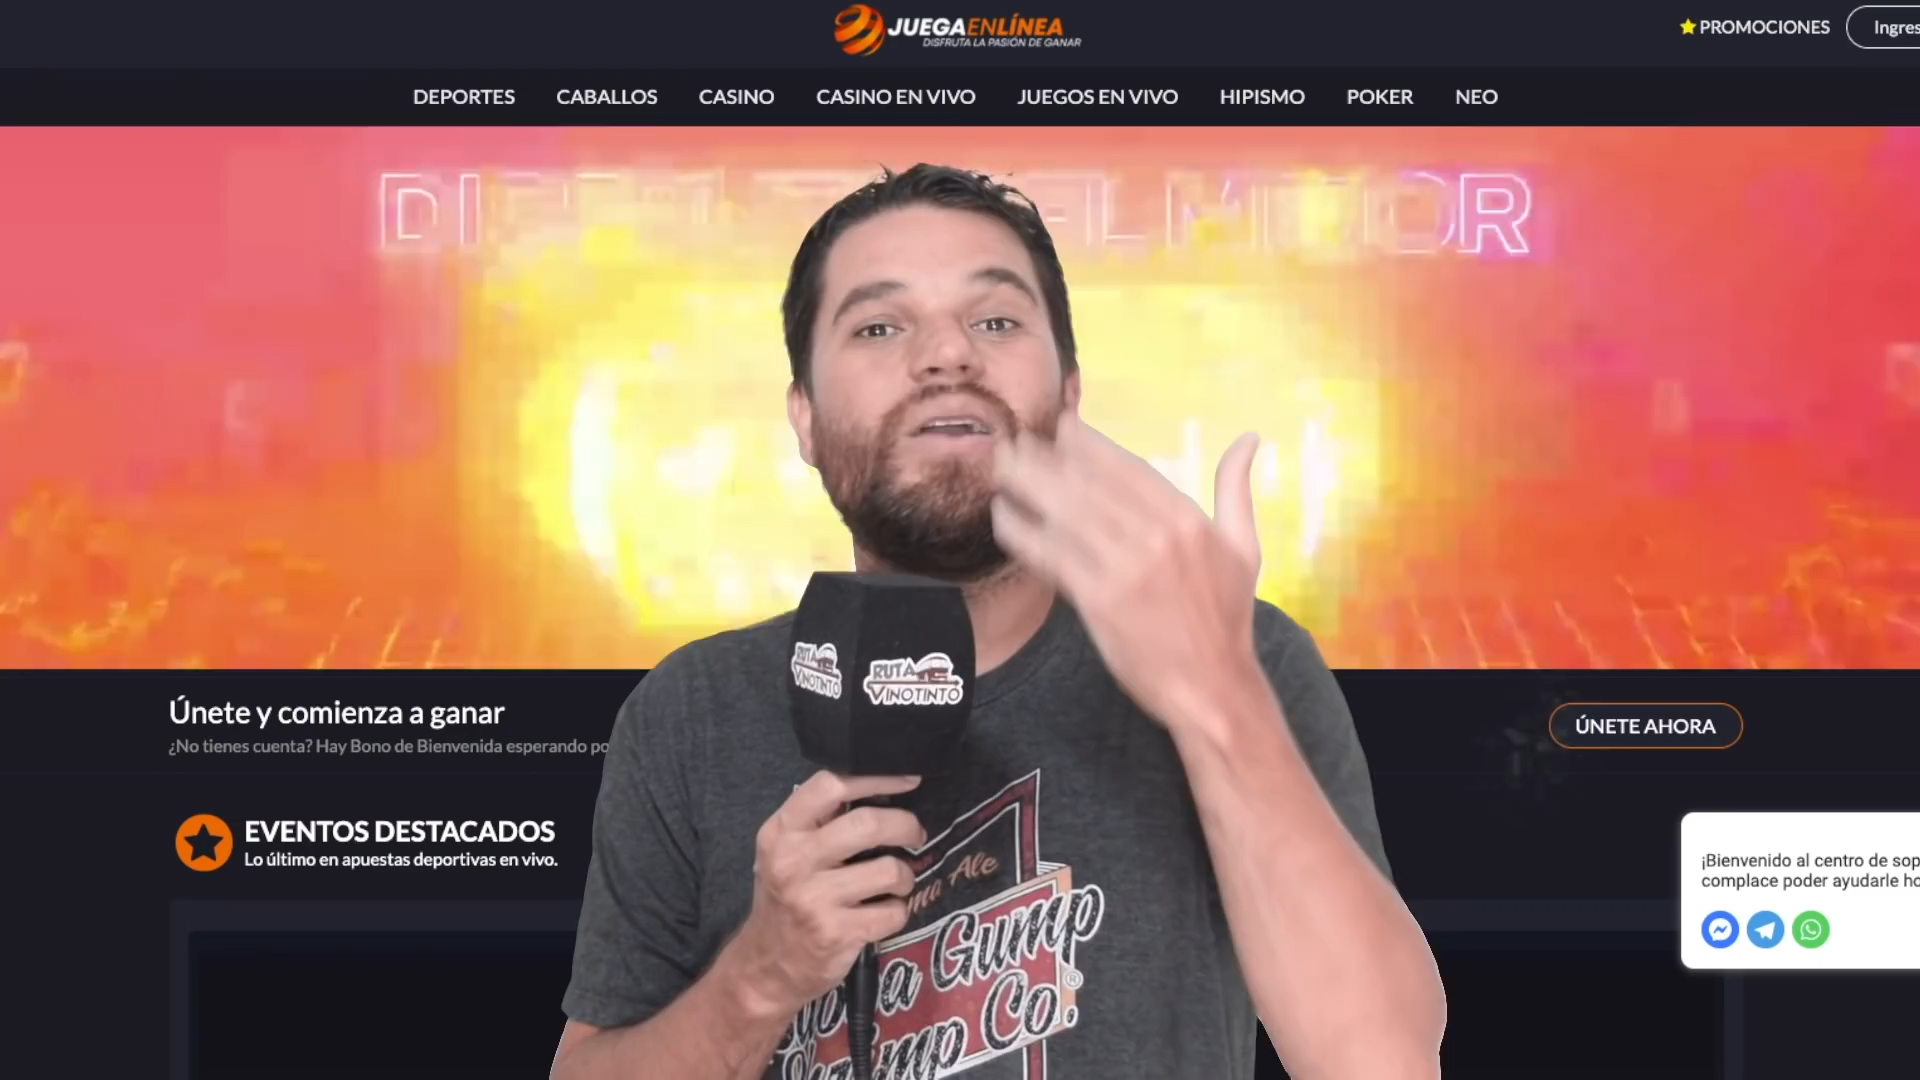 JUEGAENLÍNEA
DISFRUTA LA PASIÓN DE GANAR
PROMOCIONES
Ingres
DEPORTES CABALLOS CASINO CASINO EN VIVO JUEGOS EN VIVO HIPISMO POKER NEO
Únete y comienza a ganar
¿No tienes cuenta? Hay Bono de Bienvenida esperando po
ÚNETE AHORA
EVENTOS DESTACADOS
Lo último en apuestas deportivas en vivo.
¡Bienvenido al centro de sop
complace poder ayudarle ho
RUTA
VINOTINTO
RUTA
VINOTINTO
Ale
Gump
Co.®